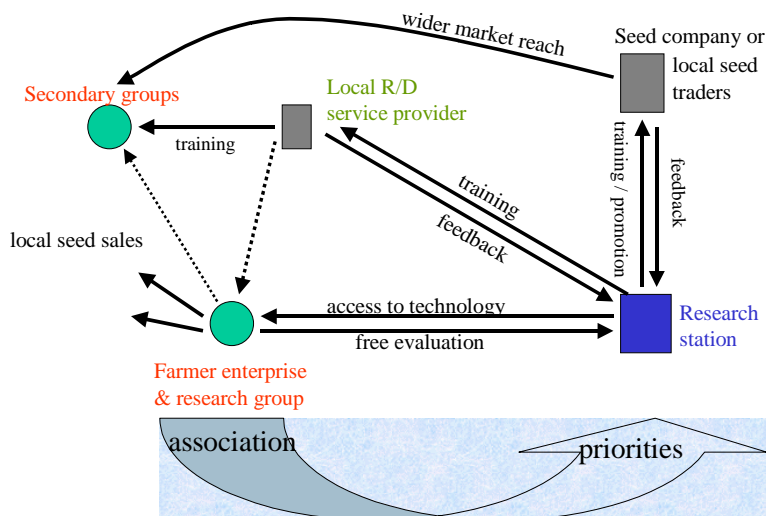 wider market reach
Seed company or
local seed
traders
Secondary groups
Local R/D
service provider
training
training
feedback
training / promotion
feedback
local seed sales
access to technology
free evaluation
Research
station
Farmer enterprise
& research group
association
priorities